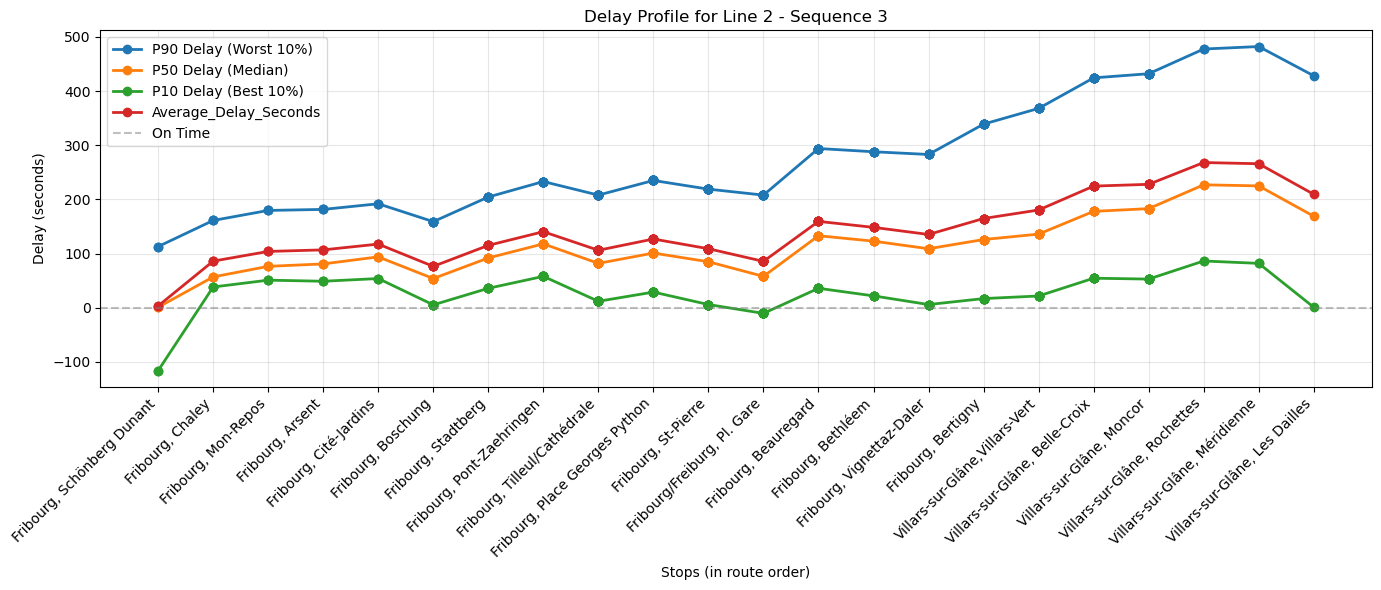 Delay Profile for Line 2 - Sequence 3
P90 Delay (Worst 10%)
P50 Delay (Median)
P10 Delay (Best 10%)
Average_Delay_Seconds
On Time
Delay (seconds)
500
400
300
200
100
0
−100
Fribourg, Schönberg Dunant
Fribourg, Chaley
Fribourg, Mon-Repos
Fribourg, Arsent
Fribourg, Cité-Jardins
Fribourg, Boschung
Fribourg, Stadtberg
Fribourg, Pont-Zaehringen
Fribourg, Tilleul/Cathédrale
Fribourg, Place Georges Python
Fribourg, St-Pierre
Fribourg/Freiburg, Pl. Gare
Fribourg, Beauregard
Fribourg, Bethléem
Fribourg, Vignettaz-Daler
Fribourg, Bertigny
Villars-sur-Glâne,Villars-Vert
Villars-sur-Glâne, Belle-Croix
Villars-sur-Glâne, Moncor
Villars-sur-Glâne, Rochettes
Villars-sur-Glâne, Méridienne
Villars-sur-Glâne, Les Dailles
Stops (in route order)